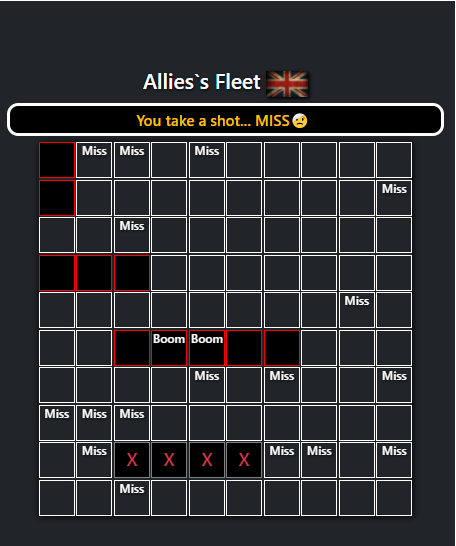 Allies`s Fleet
You take a shot... MISS🤕
Miss Miss Miss
Miss
Miss
Miss
Boom Boom
Miss Miss Miss
Miss Miss Miss
Miss X X X X Miss Miss Miss
Miss